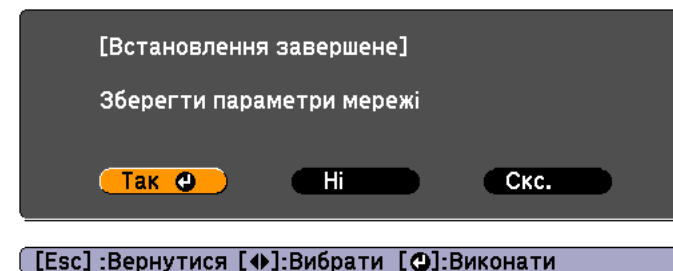 [Встановлення завершене]
Зберегти параметри мережі
Так Ні Скс.
[Esc] :Вернутися [◀▶]:Вибрати [↵]:Виконати